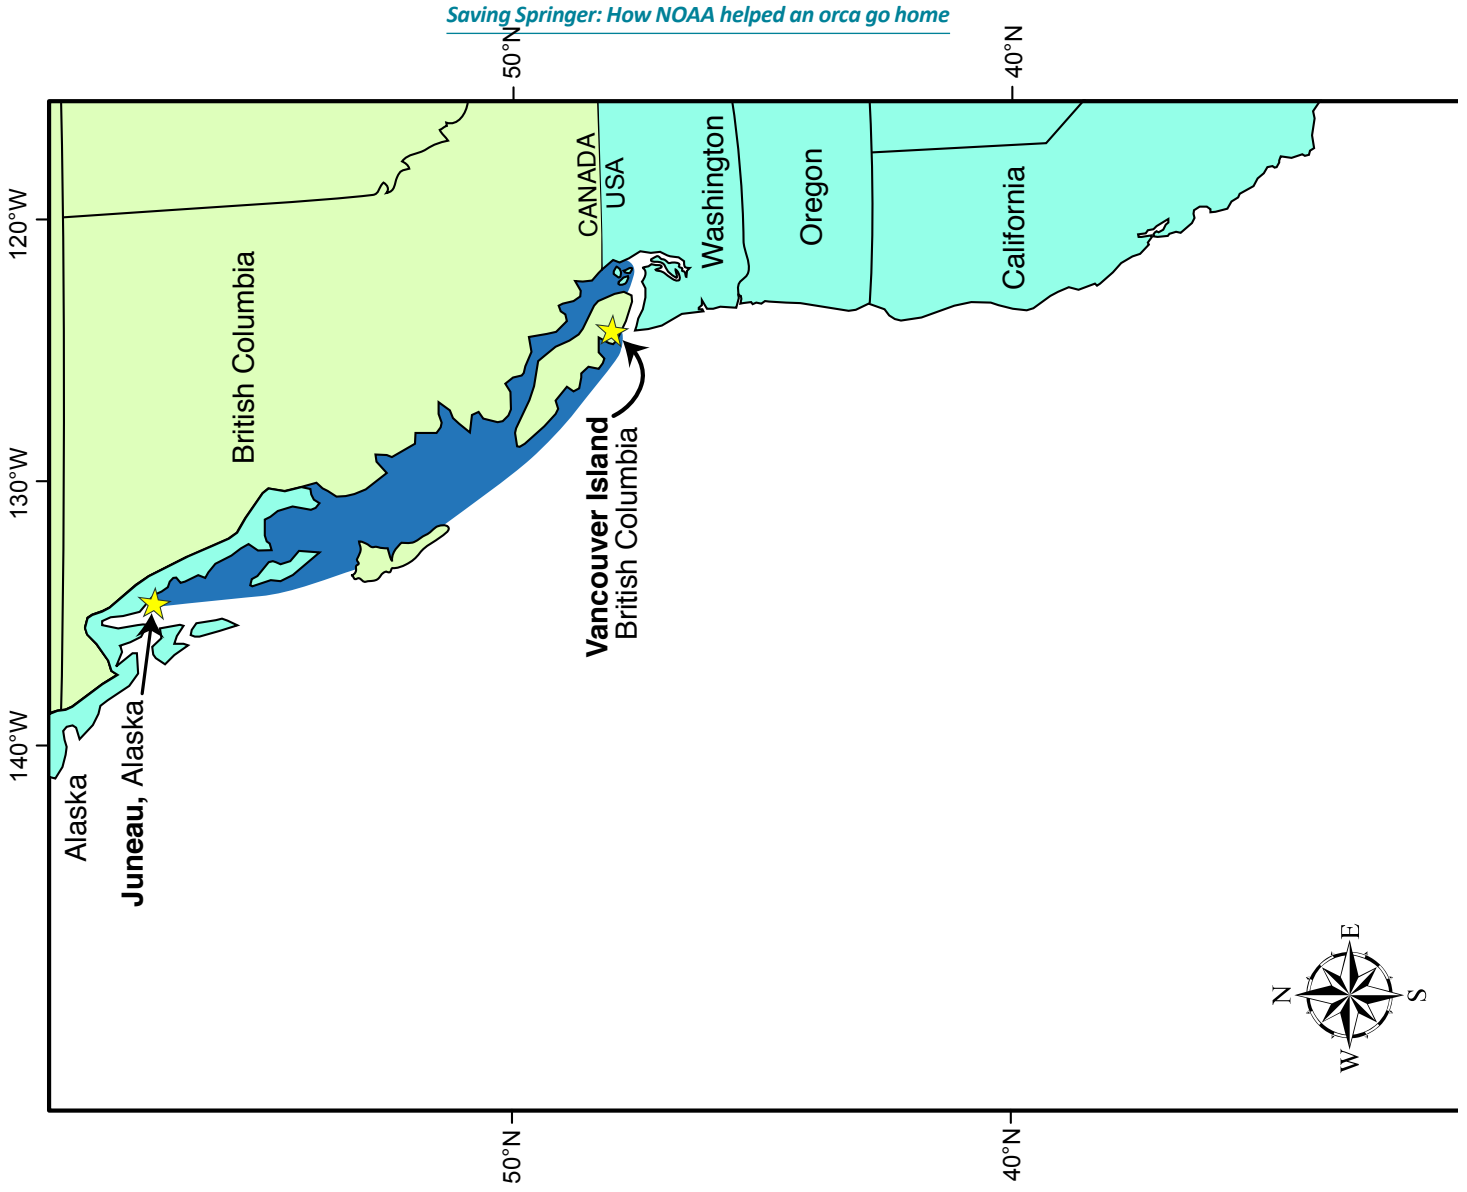 Saving Springer: How NOAA helped an orca go home
50°N
40°N
120°W
130°W
140°W
CANADA
USA
Washington
Oregon
California
British Columbia
Alaska
Juneau, Alaska
Vancouver Island
British Columbia
N
W
E
S
50°N
40°N